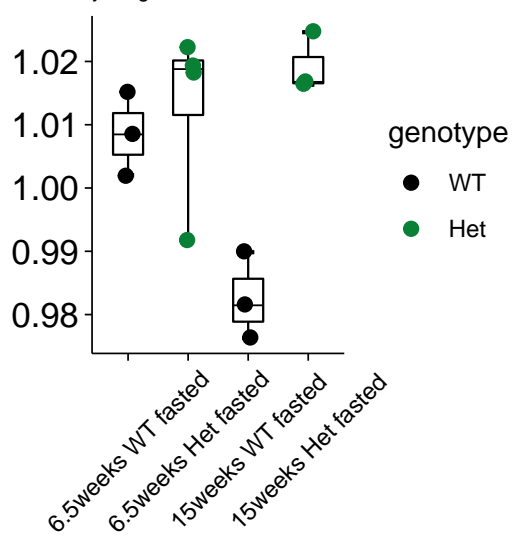 1.02
1.01
1.00
0.99
0.98
genotype
WT
Het
6.5weeks WT fasted
6.5weeks Het fasted
15weeks WT fasted
15weeks Het fasted